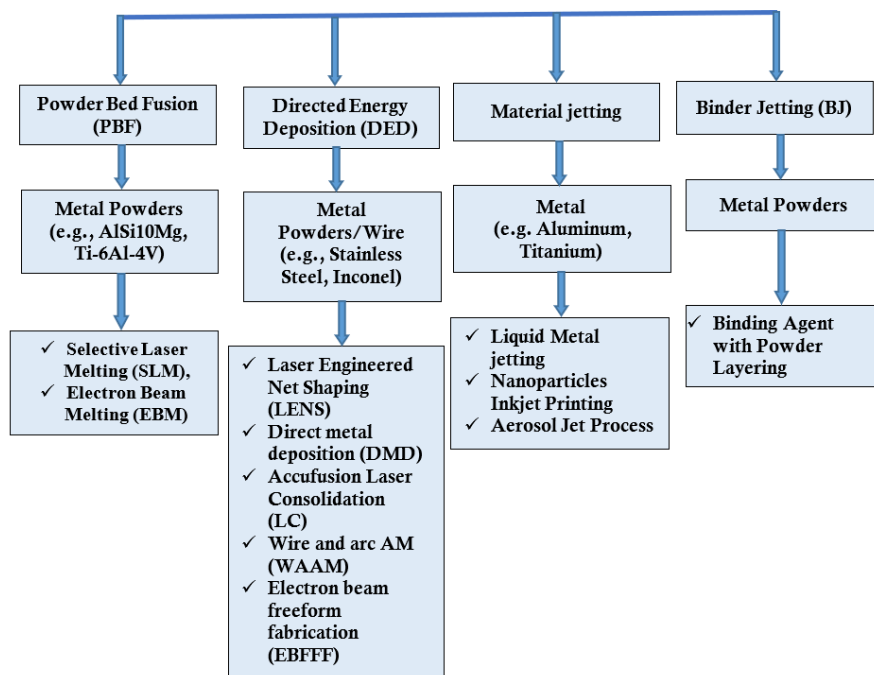 Powder Bed Fusion
(PBF)
Directed Energy
Deposition (DED)
Material jetting
Binder Jetting (BJ)
Metal Powders
(e.g., AlSi10Mg,
Ti-6Al-4V)
Metal
Powders/Wire
(e.g., Stainless
Steel, Inconel)
Metal
(e.g. Aluminum,
Titanium)
Metal Powders
✓ Selective Laser
Melting (SLM),
✓ Electron Beam
Melting (EBM)
✓ Laser Engineered
Net Shaping
(LENS)
✓ Direct metal
deposition (DMD)
✓ Accufusion Laser
Consolidation
(LC)
✓ Wire and arc AM
(WAAM)
✓ Electron beam
freeform
fabrication
(EBFFF)
✓ Liquid Metal
jetting
✓ Nanoparticles
Inkjet Printing
✓ Aerosol Jet Process
✓ Binding Agent
with Powder
Layering